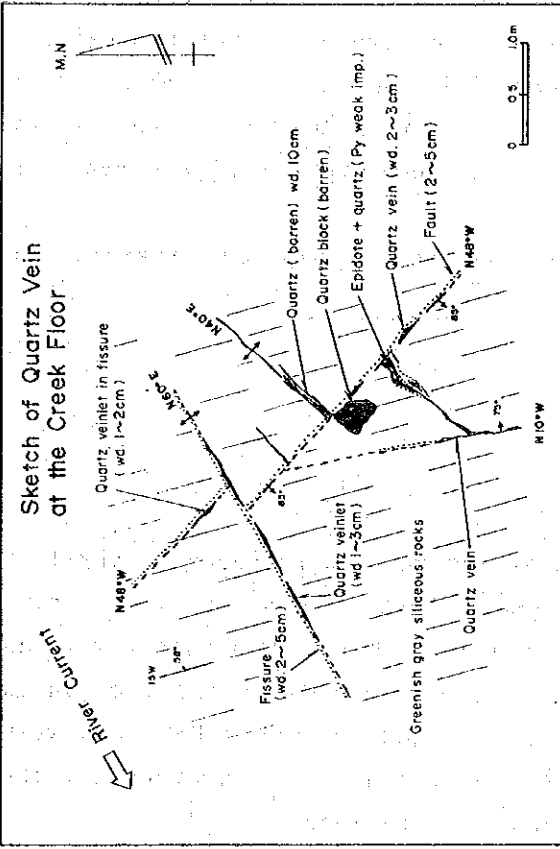 Sketch of Quartz Vein
at the Creek Floor
M.N
River Current
Quartz veinlet in fissure
(wd. 1~2cm)
N48°W
N60°E
N40°E
Quartz (barren) wd. 10cm
Quartz block (barren)
Epidote + quartz (Py weak imp.)
Quartz vein (wd. 2~3cm)
Fault (2~5cm)
N48°W
85°
85°
75°
N10°W
15W
50°
Fissure
(wd. 2~5cm)
Quartz veinlet
(wd. 1~3cm)
Greenish gray siliceous rocks
Quartz vein
0 0.5 1.0m